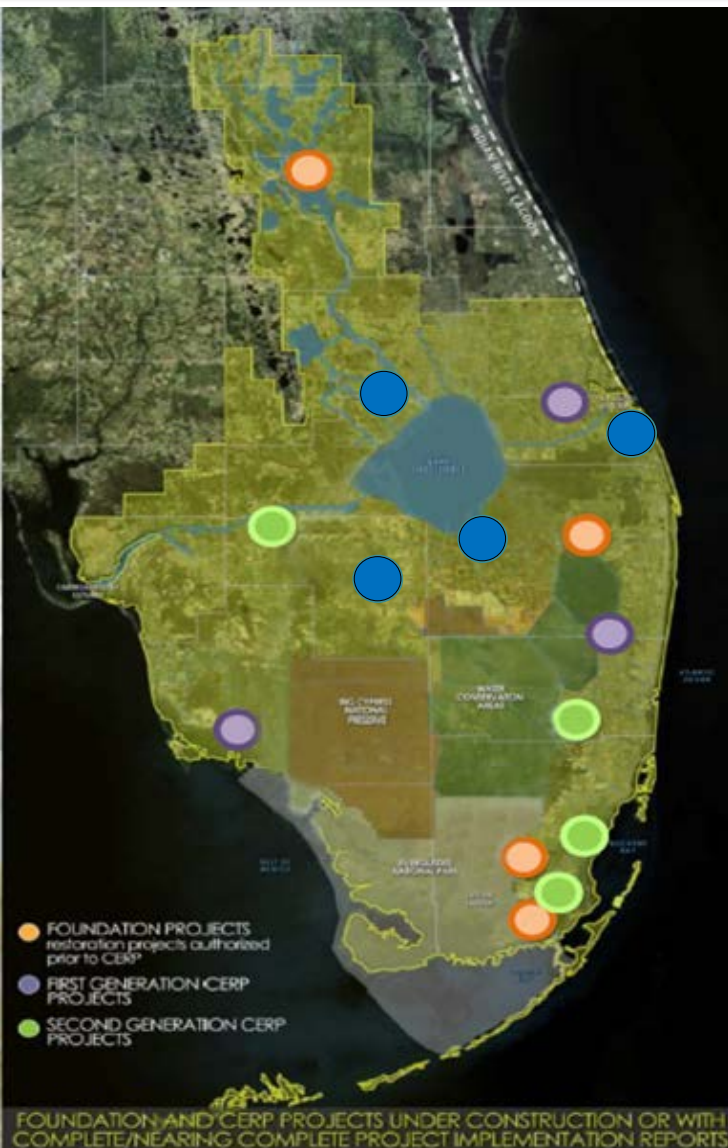 INDIAN RIVER LAGOON
BIG CYPRESS
NATIONAL
PRESERVE
WATER
CONSERVATION
AREAS
EVERGLADES
NATIONAL PARK
FOUNDATION PROJECTS
restoration projects authorized
prior to CERP
FIRST GENERATION CERP
PROJECTS
SECOND GENERATION CERP
PROJECTS
FOUNDATION AND CERP PROJECTS UNDER CONSTRUCTION OR WITH
COMPLETE/NEARING COMPLETE PROJECT IMPLEMENTATION REPORTS